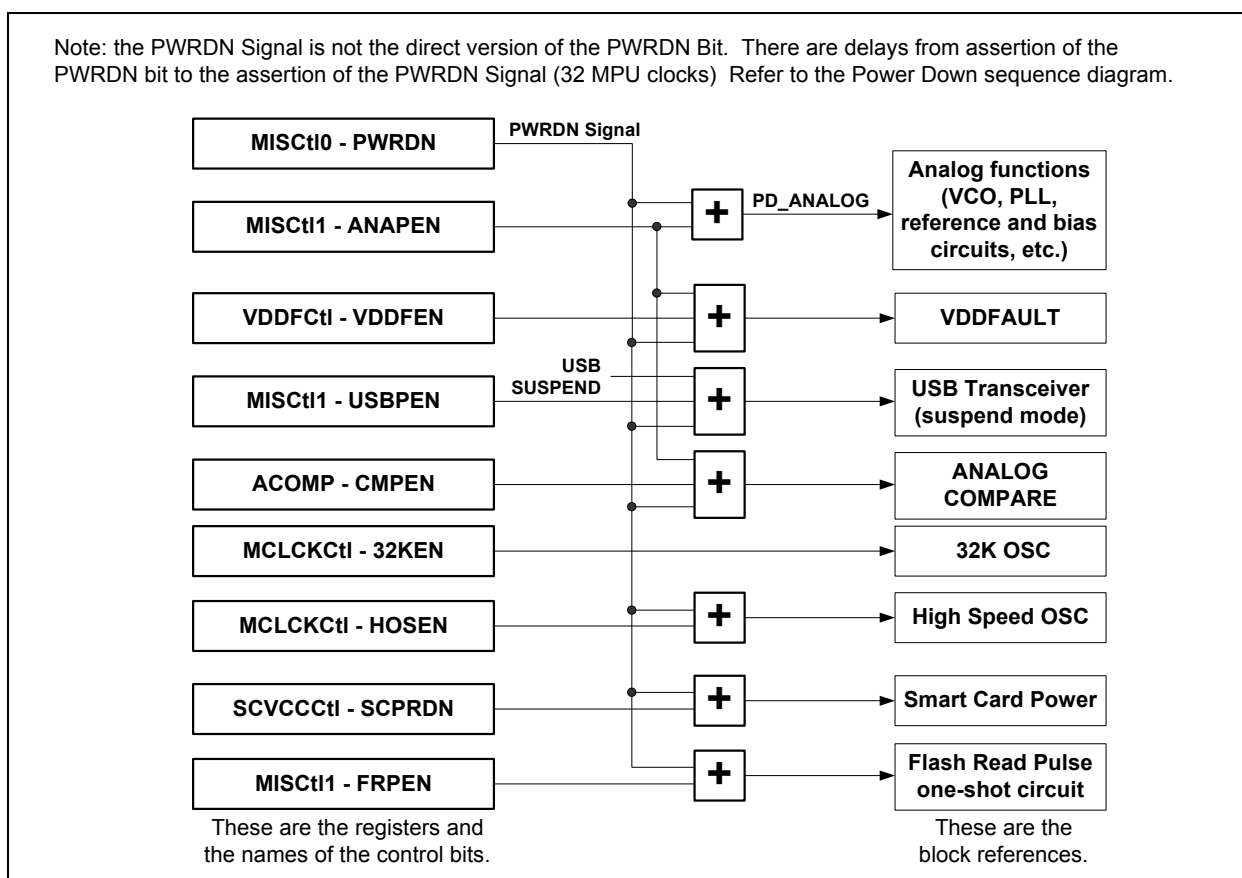 Note: the PWRDN Signal is not the direct version of the PWRDN Bit. There are delays from assertion of the
PWRDN bit to the assertion of the PWRDN Signal (32 MPU clocks) Refer to the Power Down sequence diagram.
MISCtl0 - PWRDN
PWRDN Signal
MISCtl1 - ANAPEN
+
PD_ANALOG
Analog functions
(VCO, PLL,
reference and bias
circuits, etc.)
VDDFCtl - VDDFEN
+
VDDFAULT
MISCtl1 - USBPEN
USB
SUSPEND
+
USB Transceiver
(suspend mode)
ACOMP - CMPEN
+
ANALOG
COMPARE
MCLCKCtl - 32KEN
32K OSC
MCLCKCtl - HOSEN
+
High Speed OSC
SCVCCCtl - SCPRDN
+
Smart Card Power
MISCtl1 - FRPEN
+
Flash Read Pulse
one-shot circuit
These are the registers and
the names of the control bits.
These are the
block references.